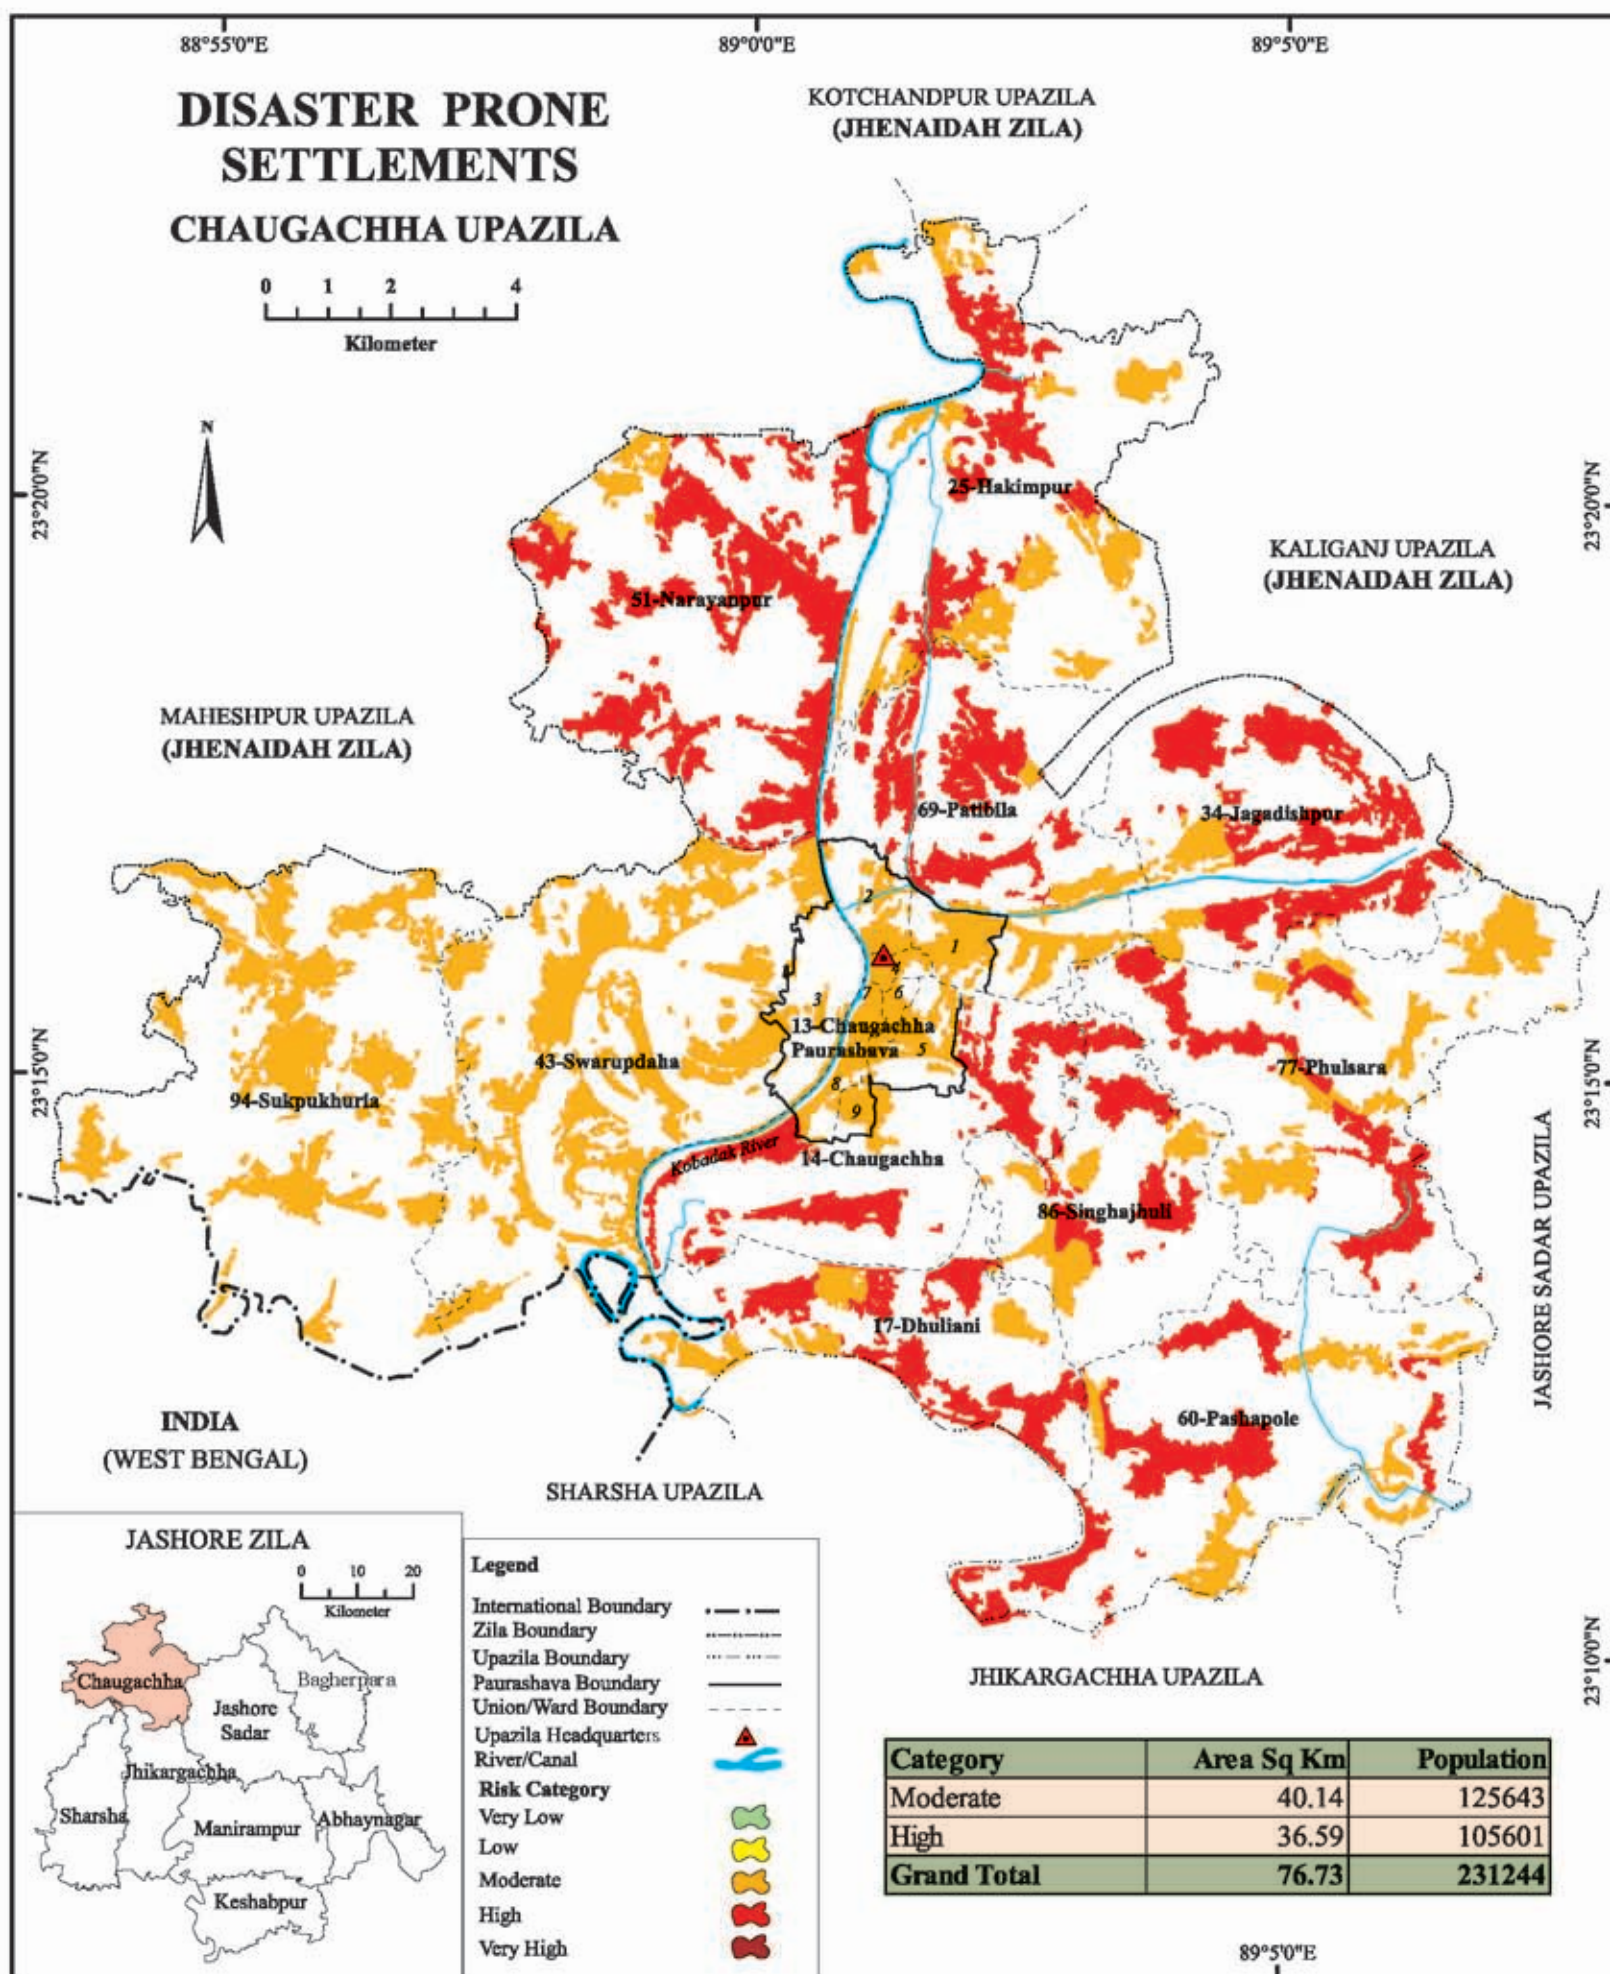 88°55'0"E 89°0'0"E 89°5'0"E
DISASTER PRONE
SETTLEMENTS
CHAUGACHHA UPAZILA
0 1 2 4
Kilometer
KOTCHANDPUR UPAZILA
(JHENAIDAH ZILA)
N
23°20'0"N
23°20'0"N
25-Hakimpur
KALIGANJ UPAZILA
(JHENAIDAH ZILA)
51-Narayanpur
MAHESHPUR UPAZILA
(JHENAIDAH ZILA)
69-Patibila
34-Jagadishpur
2
1
4
3
7
6
13-Chaugachha
Paurashava
5
8
9
43-Swarupdaha
94-Sukpukhuria
77-Phulsara
23°15'0"N
23°15'0"N
Kobadak River
14-Chaugachha
86-Singhajhuli
JASHORE SADAR UPAZILA
17-Dhuliani
60-Pashapole
INDIA
(WEST BENGAL)
SHARSHA UPAZILA
JHIKARGACHHA UPAZILA
23°10'0"N
JASHORE ZILA
0 10 20
Kilometer
Chaugachha
Bagherpara
Jashore
Sadar
Jhikargachha
Sharsha
Manirampur
Abhaynagar
Keshabpur
Legend
International Boundary
Zila Boundary
Upazila Boundary
Paurashava Boundary
Union/Ward Boundary
Upazila Headquarters
River/Canal
Risk Category
Very Low
Low
Moderate
High
Very High
Category Area Sq Km Population
Moderate 40.14 125643
High 36.59 105601
Grand Total 76.73 231244
89°5'0"E